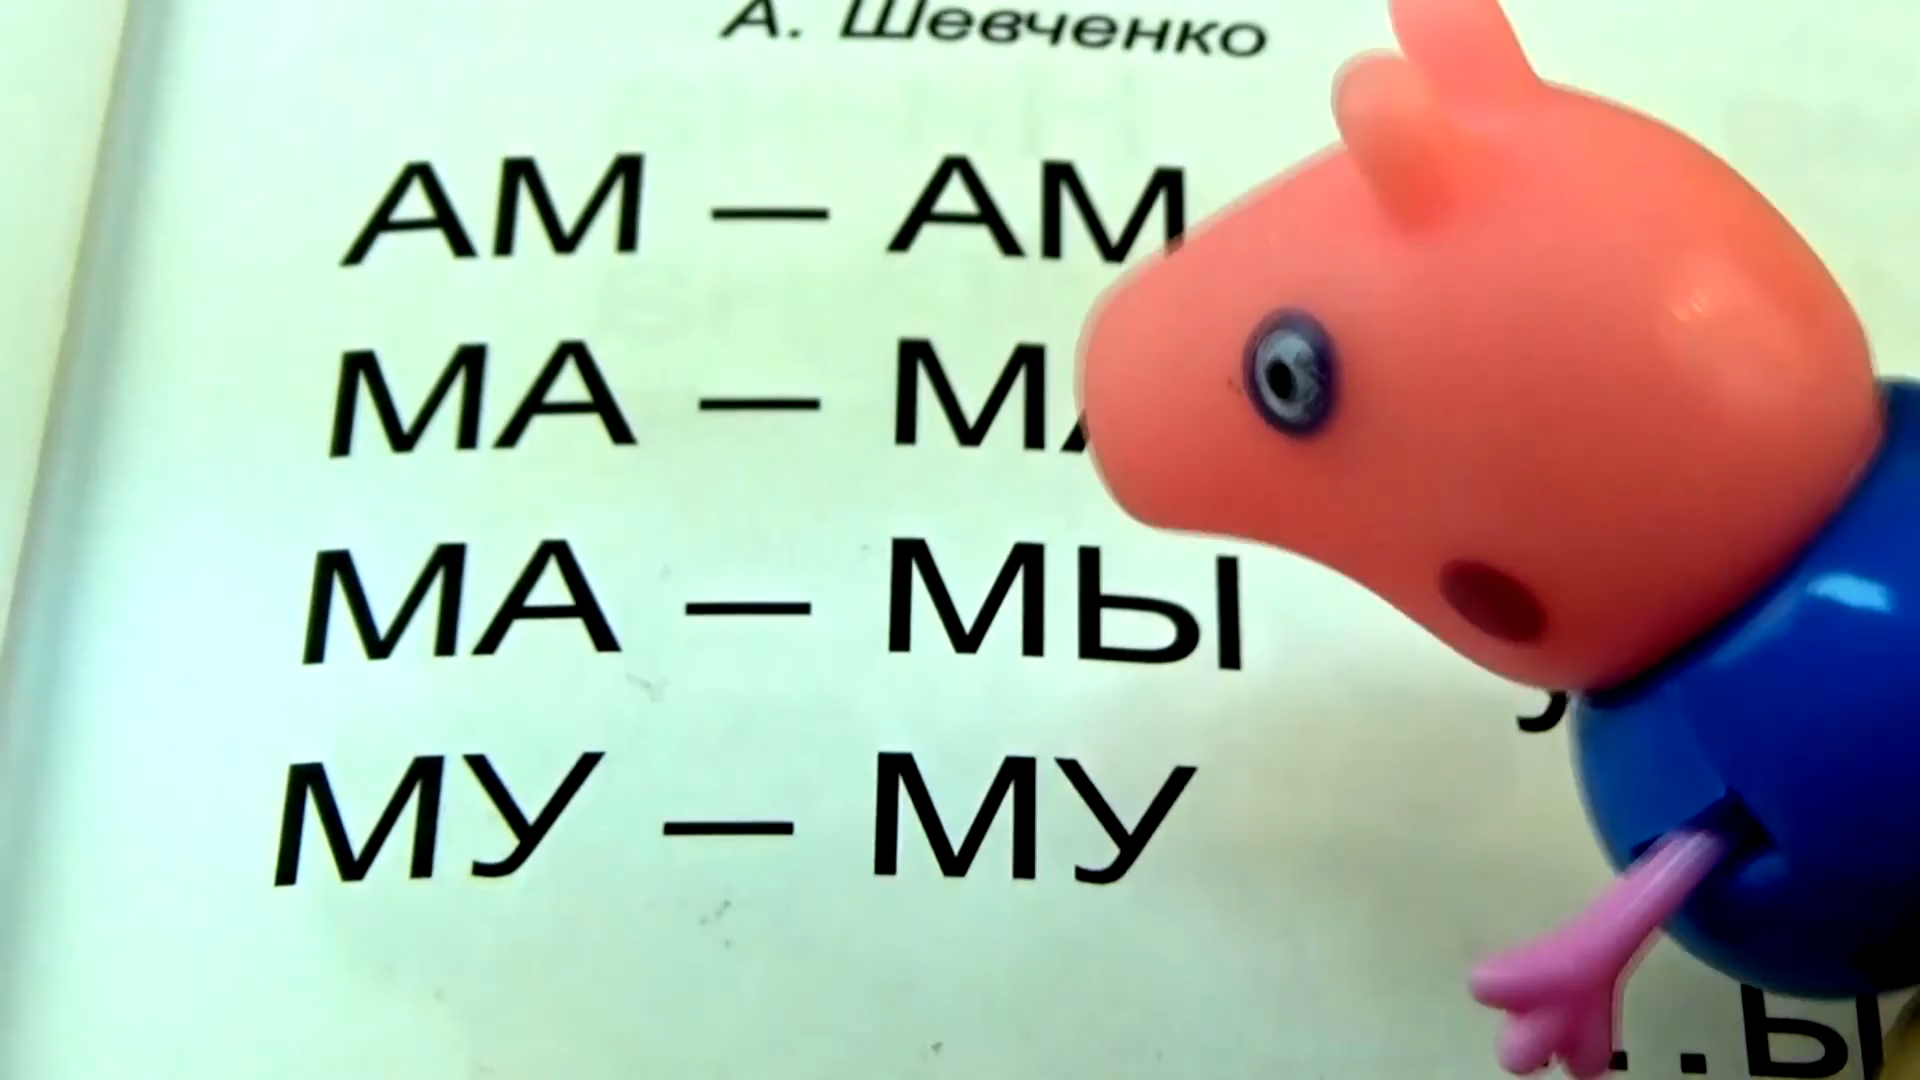 А. Шевченко
АМ – АМ
МА –
МА – МЫ
МУ – МУ